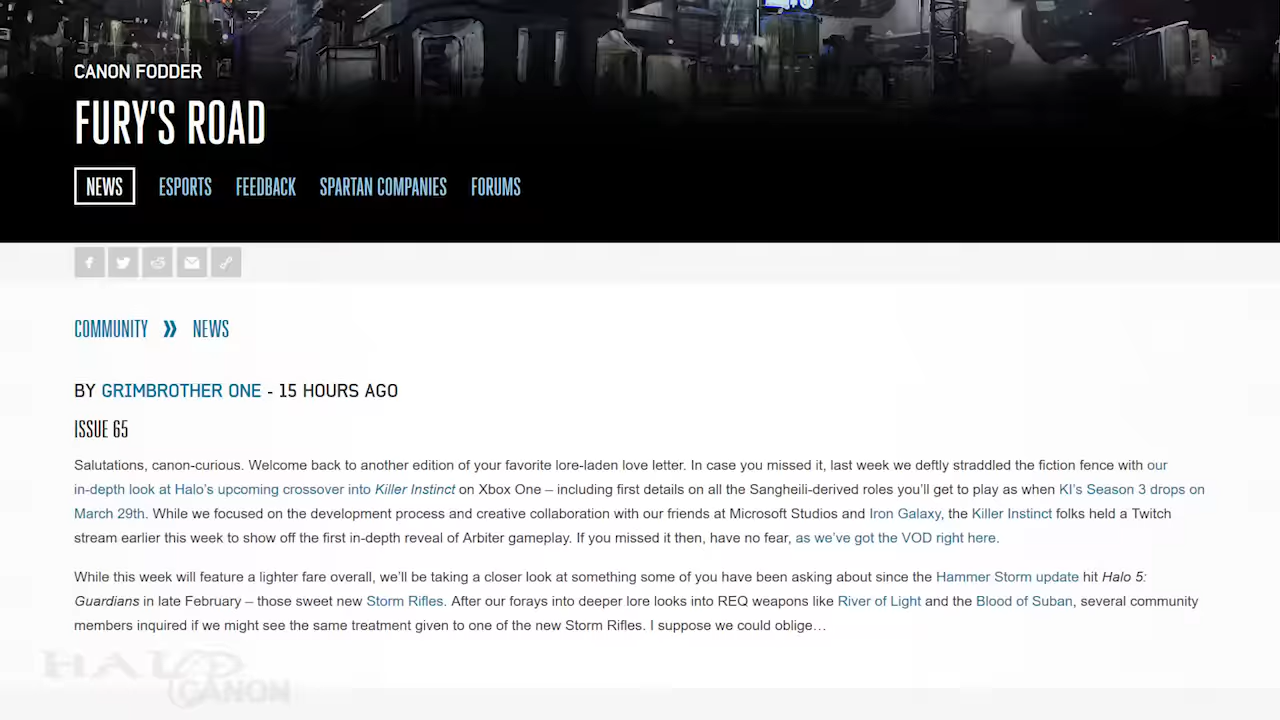 CANON FODDER
FURY'S ROAD
NEWS ESPORTS FEEDBACK SPARTAN COMPANIES FORUMS
COMMUNITY » NEWS
BY GRIMBROTHER ONE - 15 HOURS AGO
ISSUE 65
Salutations, canon-curious. Welcome back to another edition of your favorite lore-laden love letter. In case you missed it, last week we deftly straddled the fiction fence with our
in-depth look at Halo’s upcoming crossover into Killer Instinct on Xbox One – including first details on all the Sangheili-derived roles you’ll get to play as when KI’s Season 3 drops on
March 29th. While we focused on the development process and creative collaboration with our friends at Microsoft Studios and Iron Galaxy, the Killer Instinct folks held a Twitch
stream earlier this week to show off the first in-depth reveal of Arbiter gameplay. If you missed it then, have no fear, as we’ve got the VOD right here.
While this week will feature a lighter fare overall, we’ll be taking a closer look at something some of you have been asking about since the Hammer Storm update hit Halo 5:
Guardians in late February – those sweet new Storm Rifles. After our forays into deeper lore looks into REQ weapons like River of Light and the Blood of Suban, several community
members inquired if we might see the same treatment given to one of the new Storm Rifles. I suppose we could oblige…
HALO
CANON